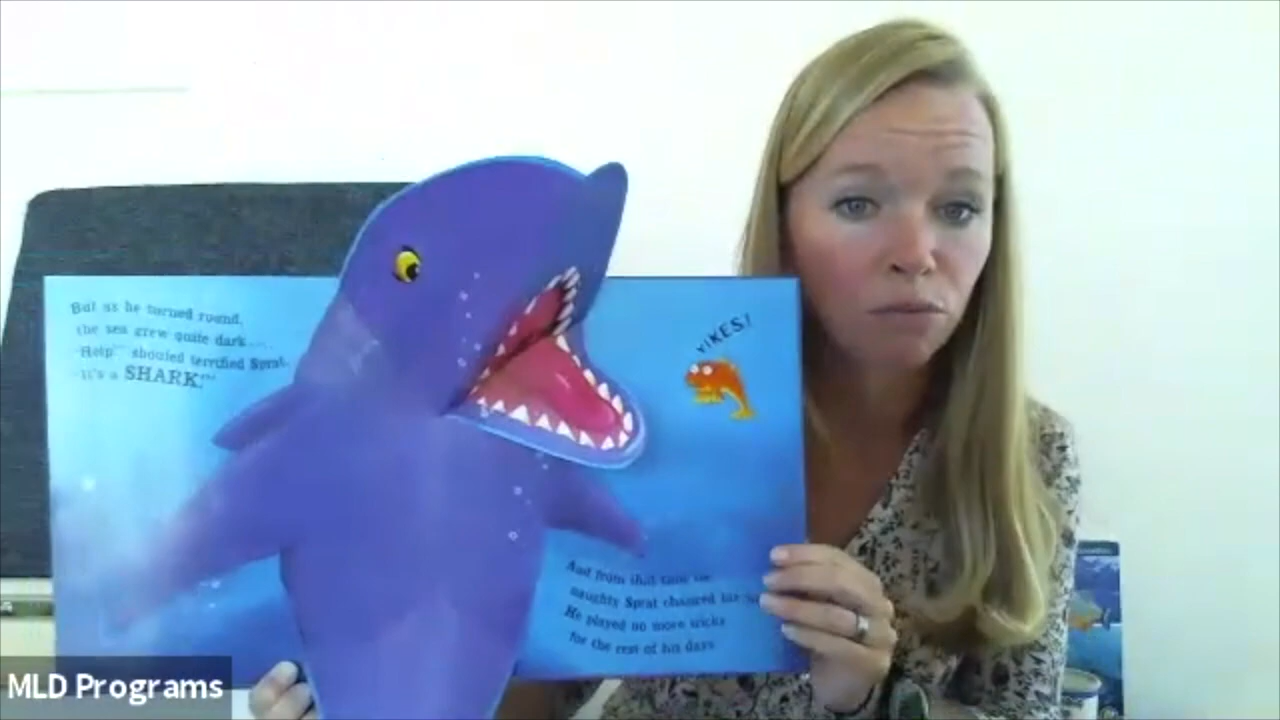 But as he turned round,
the sea grew quite dark.....
"Help!" shouted terrified Sprat.
"It's a SHARK!"
YIKES!
And from that time on
naughty Sprat changed his
He played no more tricks
for the rest of his days.
MLD Programs